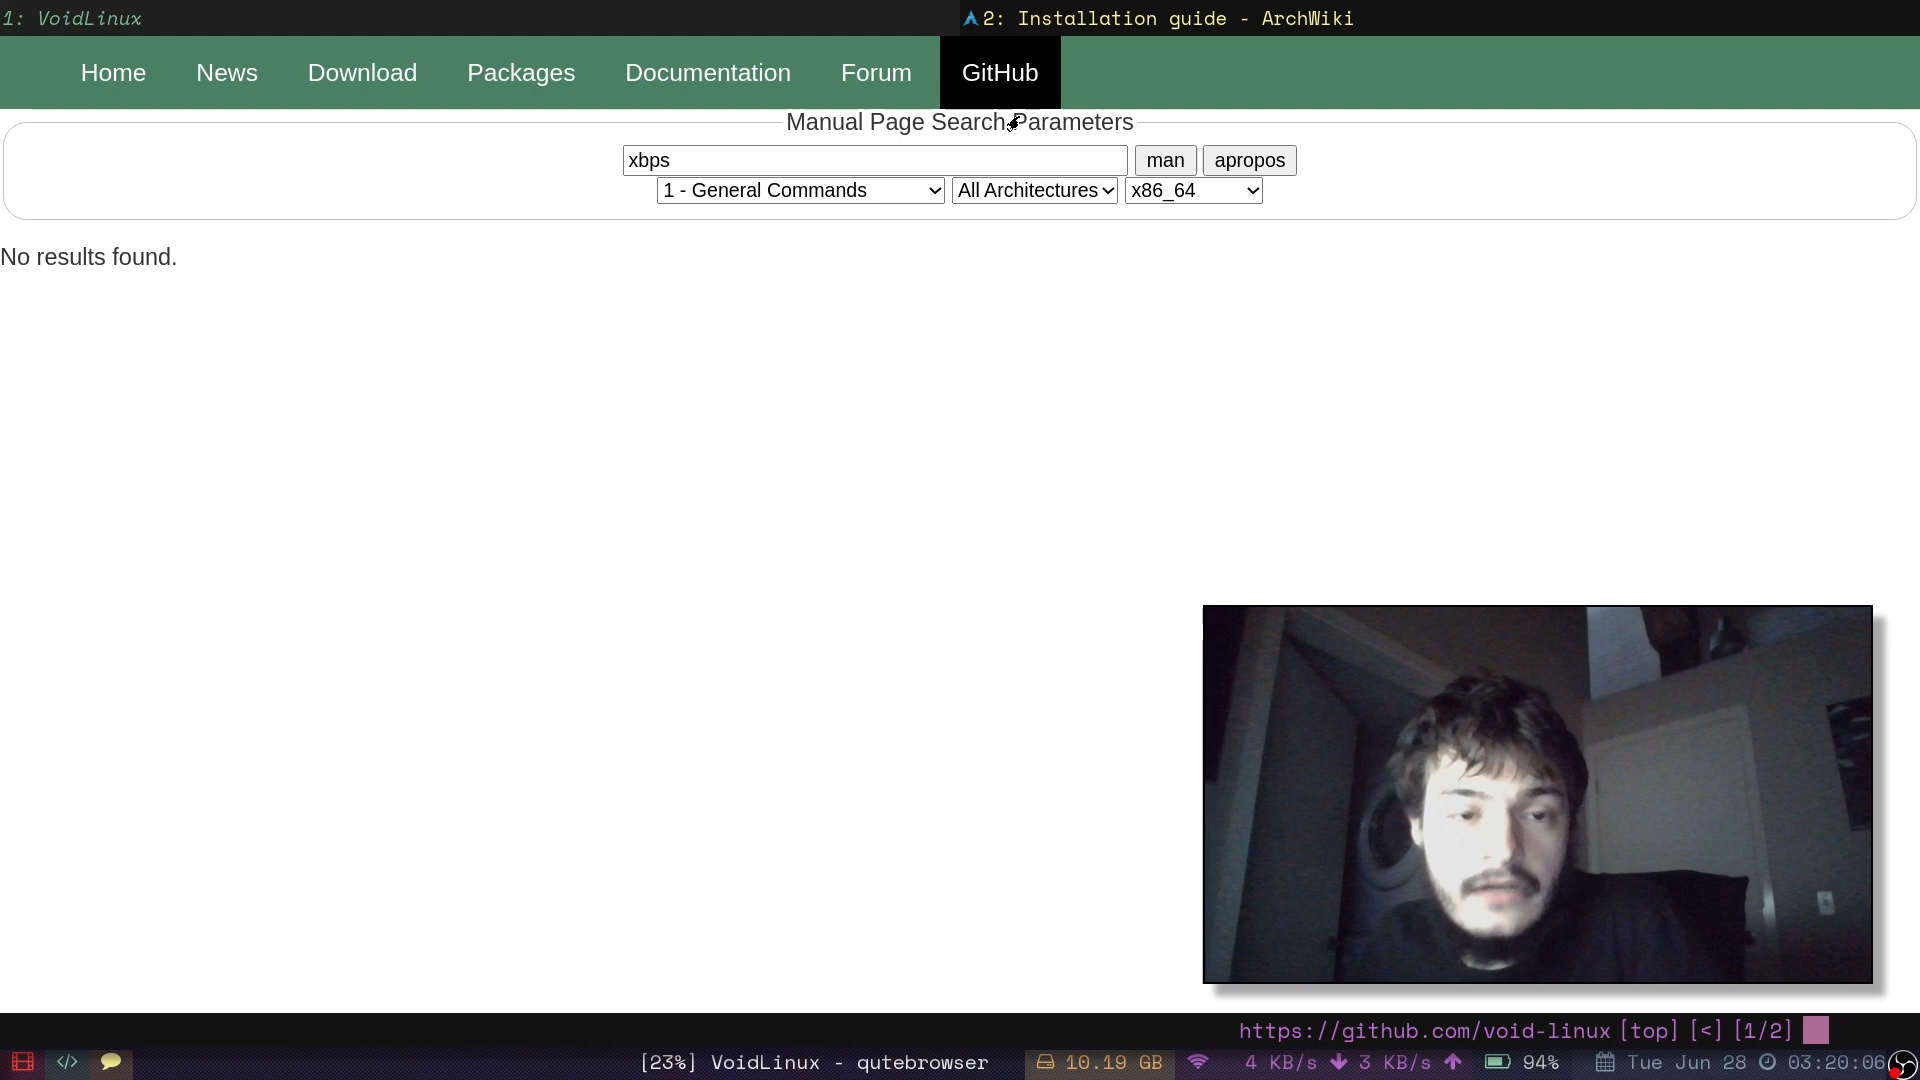 1: VoidLinux
2: Installation guide - ArchWiki
Home News Download Packages Documentation Forum GitHub
Manual Page Search Parameters
xbps man apropos
1 - General Commands All Architectures x86_64
No results found.
https://github.com/void-linux [top] [<] [1/2]
</> [23%] VoidLinux - qutebrowser 10.19 GB 4 KB/s 3 KB/s 94% Tue Jun 28 03:20:06